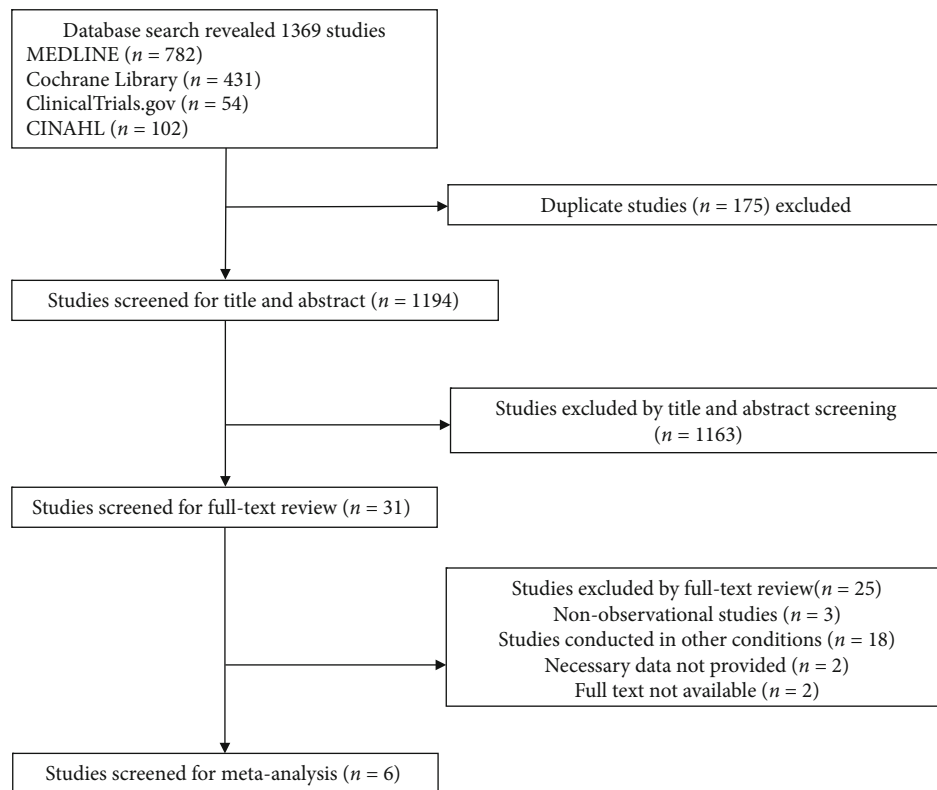 Database search revealed 1369 studies
MEDLINE (n = 782)
Cochrane Library (n = 431)
ClinicalTrials.gov (n = 54)
CINAHL (n = 102)
Duplicate studies (n = 175) excluded
Studies screened for title and abstract (n = 1194)
Studies excluded by title and abstract screening
(n = 1163)
Studies screened for full-text review (n = 31)
Studies excluded by full-text review(n = 25)
Non-observational studies (n = 3)
Studies conducted in other conditions (n = 18)
Necessary data not provided (n = 2)
Full text not available (n = 2)
Studies screened for meta-analysis (n = 6)